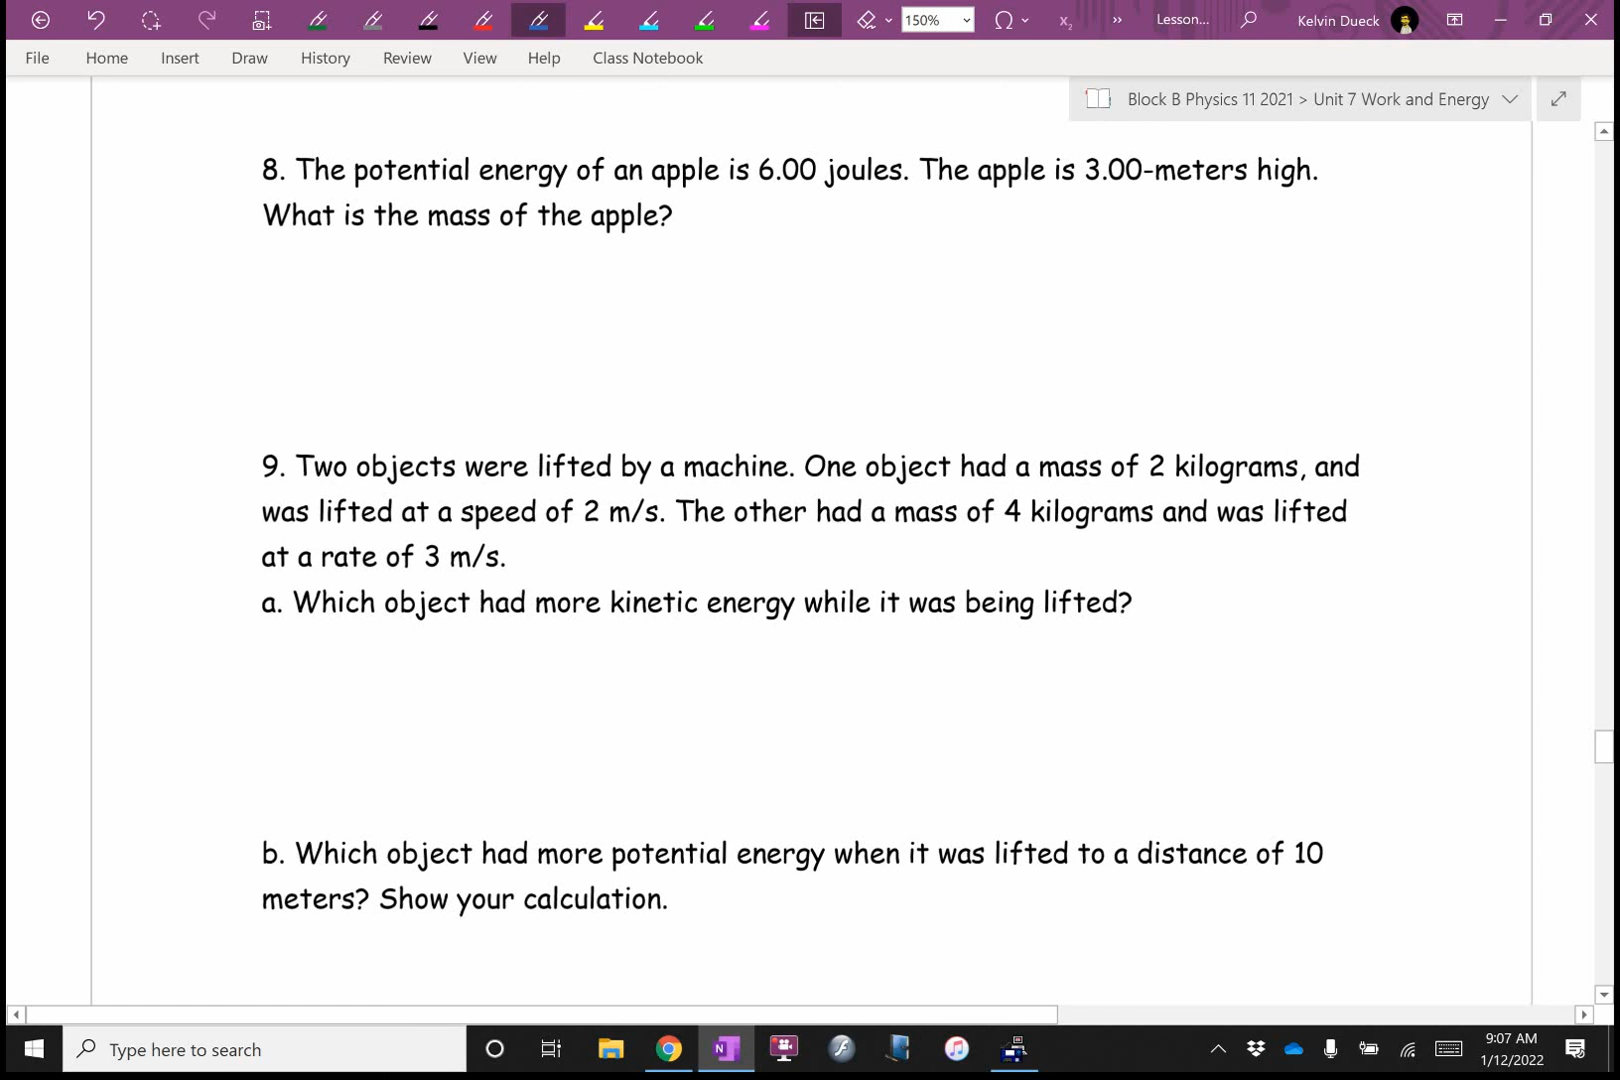 150%
x₂
»
Lesson...
Kelvin Dueck
File Home Insert Draw History Review View Help Class Notebook
Block B Physics 11 2021 > Unit 7 Work and Energy
8. The potential energy of an apple is 6.00 joules. The apple is 3.00-meters high.
What is the mass of the apple?
9. Two objects were lifted by a machine. One object had a mass of 2 kilograms, and
was lifted at a speed of 2 m/s. The other had a mass of 4 kilograms and was lifted
at a rate of 3 m/s.
a. Which object had more kinetic energy while it was being lifted?
b. Which object had more potential energy when it was lifted to a distance of 10
meters? Show your calculation.
Type here to search
N
9:07 AM
1/12/2022